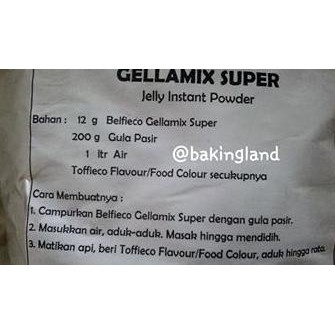 GELLAMIX SUPER
Jelly Instant Powder
Bahan : 12 g Belfieco Gellamix Super
200 g Gula Pasir
1 ltr Air
@bakingland
Toffieco Flavour/Food Colour secukupnya
Cara Membuatnya :
1. Campurkan Belfieco Gellamix Super dengan gula pasir.
2. Masukkan air, aduk-aduk. Masak hingga mendidih.
3. Matikan api, beri Toffieco Flavour/Food Colour, aduk hingga rata.